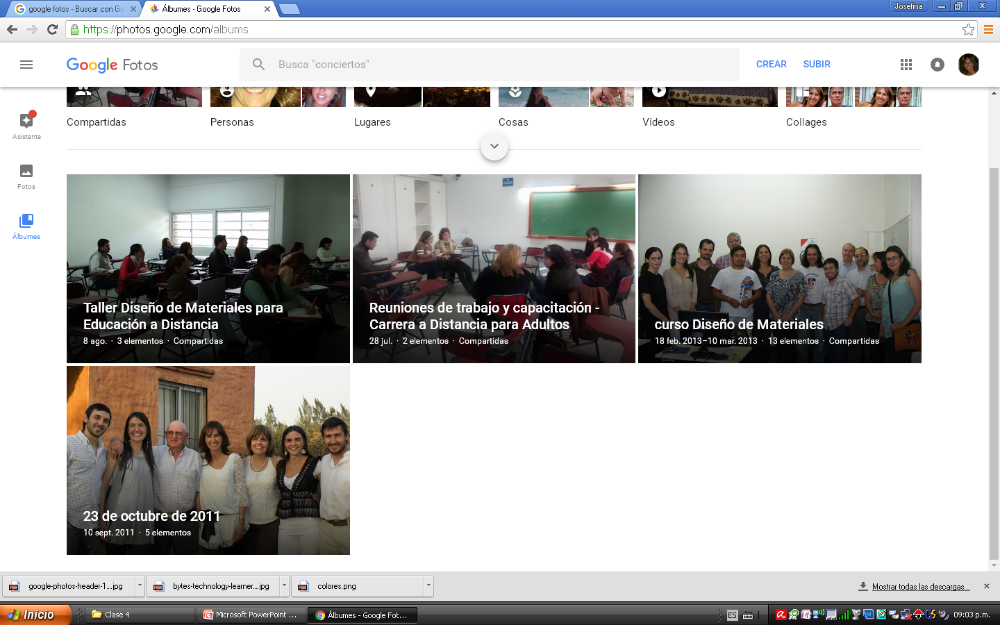 google fotos - Buscar con Go
Álbumes - Google Fotos
Josefina
https://photos.google.com/albums
Google Fotos
Busca "conciertos"
CREAR
SUBIR
Asistente
Fotos
Álbumes
Compartidas
Personas
Lugares
Cosas
Vídeos
Collages
Taller Diseño de Materiales para
Educación a Distancia
8 ago. · 3 elementos · Compartidas
Reuniones de trabajo y capacitación -
Carrera a Distancia para Adultos
28 jul. · 2 elementos · Compartidas
curso Diseño de Materiales
18 feb. 2013–10 mar. 2013 · 13 elementos · Compartidas
23 de octubre de 2011
10 sept. 2011 · 5 elementos
google-photos-header-1....jpg
bytes-technology-learner....jpg
colores.png
Mostrar todas las descargas...
Inicio
Clase 4
Microsoft PowerPoint ...
Álbumes - Google Fot...
ES
09:03 p.m.